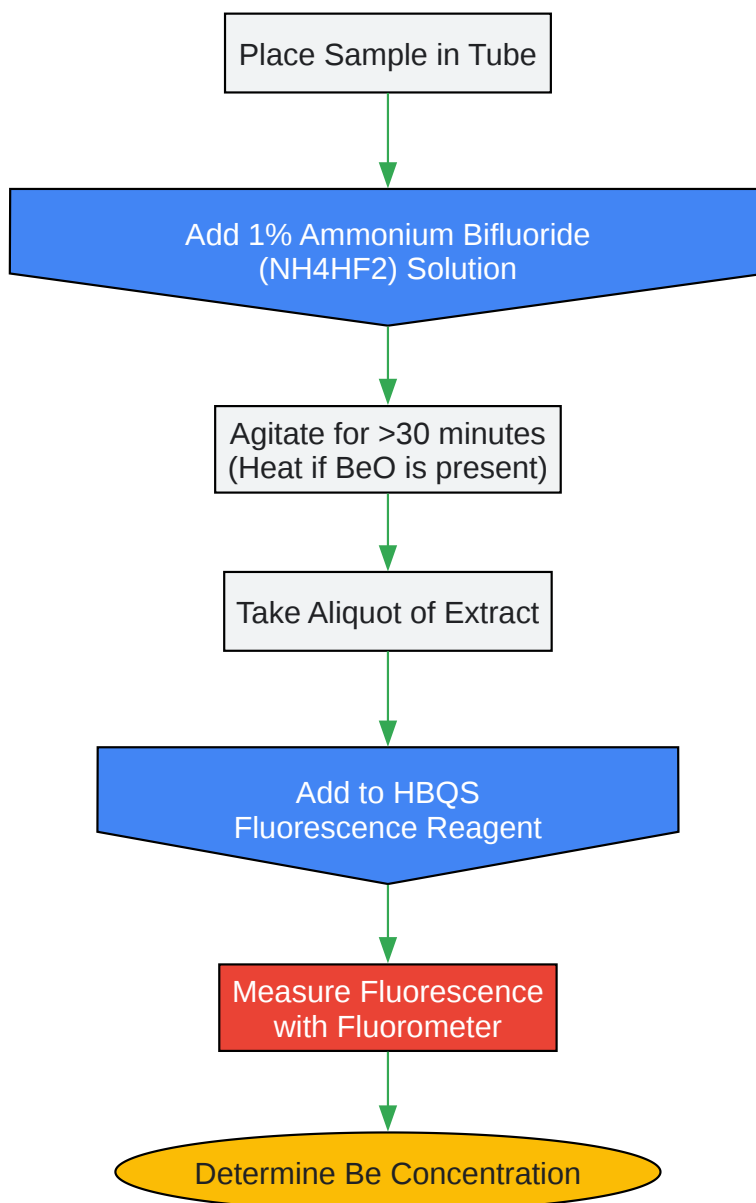 Place Sample in Tube
Add 1% Ammonium Bifluoride
(NH4HF2) Solution
Agitate for >30 minutes
(Heat if BeO is present)
Take Aliquot of Extract
Add to HBQS
Fluorescence Reagent
Measure Fluorescence
with Fluorometer
Determine Be Concentration